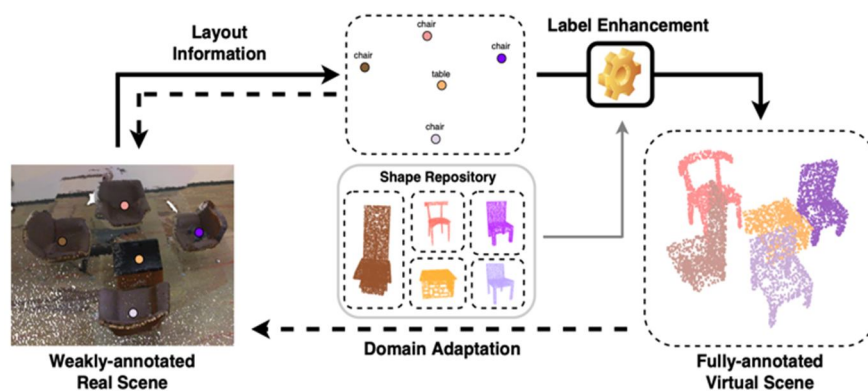 Layout
Information
chair
chair
chair
table
chair
Label Enhancement
Shape Repository
Domain Adaptation
Weakly-annotated
Real Scene
Fully-annotated
Virtual Scene